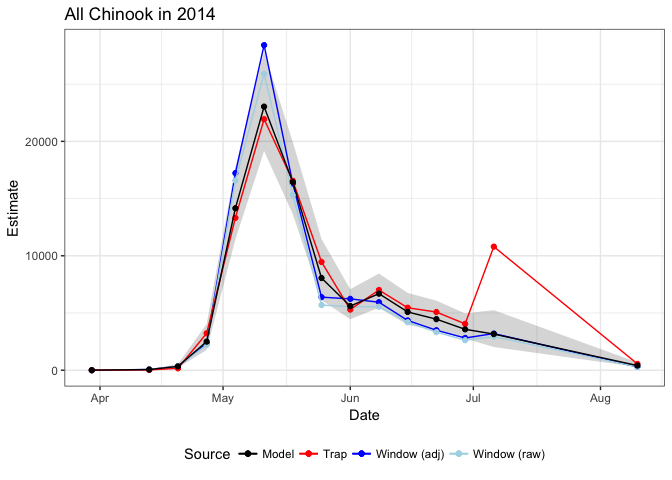 All Chinook in 2014
Estimate
20000
10000
0
Apr May Jun Jul Aug
Date
Source Model Trap Window (adj) Window (raw)